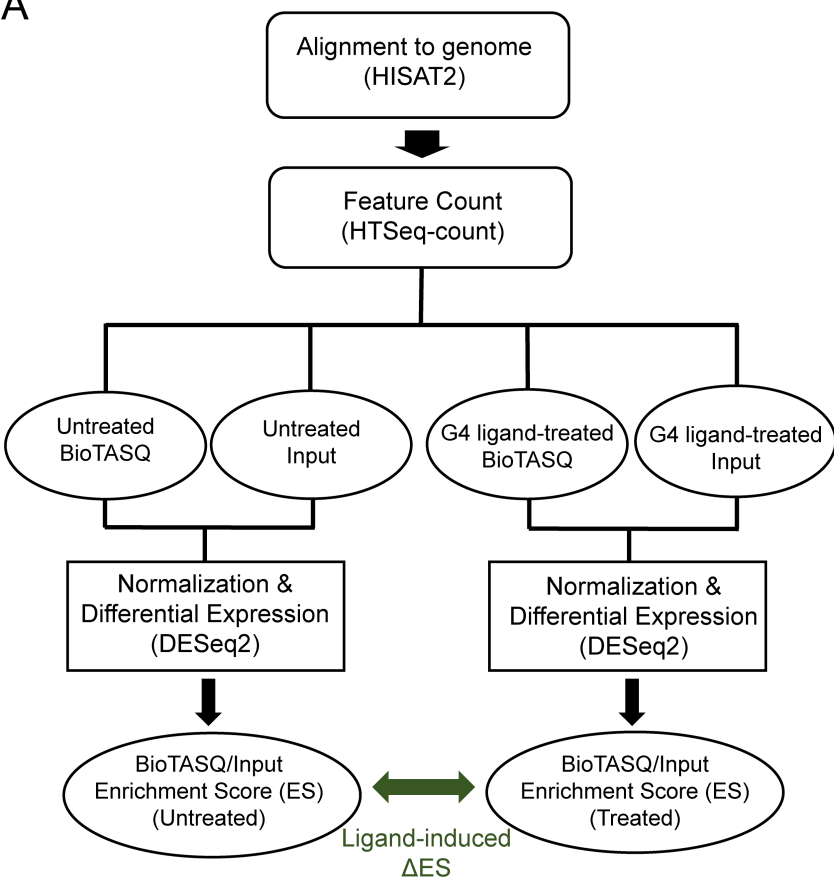 A
Alignment to genome
(HISAT2)
Feature Count
(HTSeq-count)
Untreated
BioTASQ
Untreated
Input
G4 ligand-treated
BioTASQ
G4 ligand-treated
Input
Normalization &
Differential Expression
(DESeq2)
Normalization &
Differential Expression
(DESeq2)
BioTASQ/Input
Enrichment Score (ES)
(Untreated)
BioTASQ/Input
Enrichment Score (ES)
(Treated)
Ligand-induced
ΔES